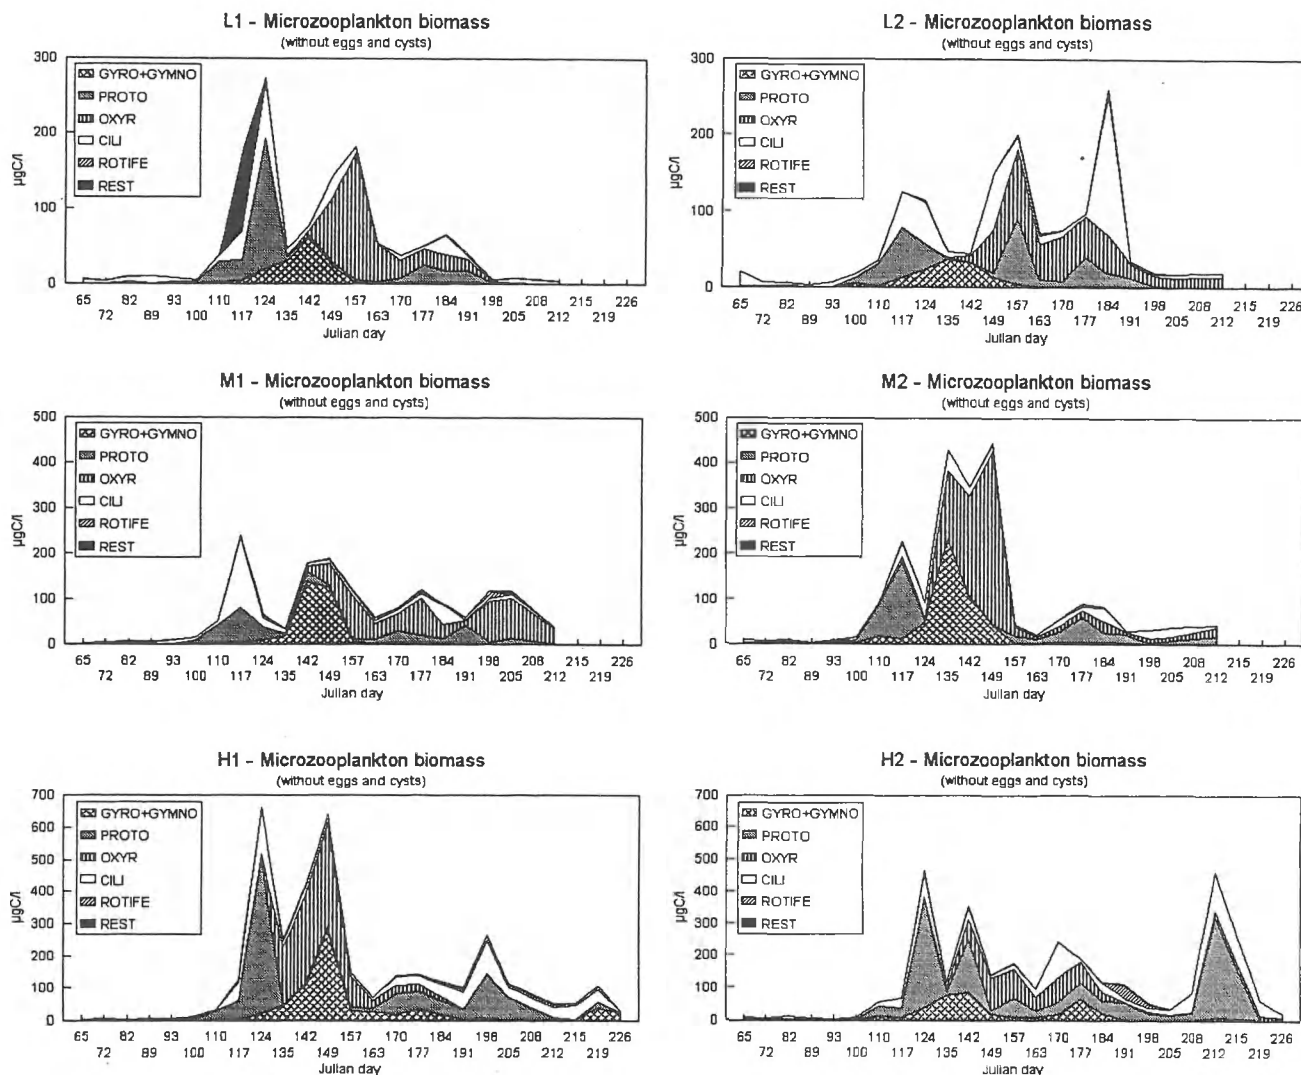 L1 - Microzooplankton biomass
(without eggs and cysts)
300
200
100
0
µgC/l
GYRO+GYMNO
PROTO
OXYR
CILI
ROTIFE
REST
65 82 93 110 124 142 157 170 184 198 208 226
72 89 100 117 135 149 163 177 191 205 212 219
Julian day
L2 - Microzooplankton biomass
(without eggs and cysts)
300
200
100
0
µgC/l
GYRO+GYMNO
PROTO
OXYR
CILI
ROTIFE
REST
65 82 93 110 124 142 157 170 184 198 208 226
72 89 100 117 135 149 163 177 191 205 212 219
Julian day
M1 - Microzooplankton biomass
(without eggs and cysts)
500
400
300
200
100
0
µgC/l
GYRO+GYMNO
PROTO
OXYR
CILI
ROTIFE
REST
65 82 93 110 124 142 157 170 184 198 215 226
72 89 100 117 135 149 163 177 191 205 212 219
Julian day
M2 - Microzooplankton biomass
(without eggs and cysts)
500
400
300
200
100
0
µgC/l
GYRO+GYMNO
PROTO
OXYR
CILI
ROTIFE
REST
65 82 93 110 124 142 157 170 184 198 208 226
72 89 100 117 135 149 163 177 191 205 212 219
Julian day
H1 - Microzooplankton biomass
(without eggs and cysts)
700
600
500
400
300
200
100
0
µgC/l
GYRO+GYMNO
PROTO
OXYR
CILI
ROTIFE
REST
65 82 93 110 124 142 157 170 184 198 215 226
72 89 100 117 135 149 163 177 191 205 212 219
Julian day
H2 - Microzooplankton biomass
(without eggs and cysts)
700
600
500
400
300
200
100
0
µgC/l
GYRO+GYMNO
PROTO
OXYR
CILI
ROTIFE
REST
65 82 93 110 124 142 157 170 184 198 208 226
72 89 100 117 135 149 163 177 191 205 212 219
Julian day